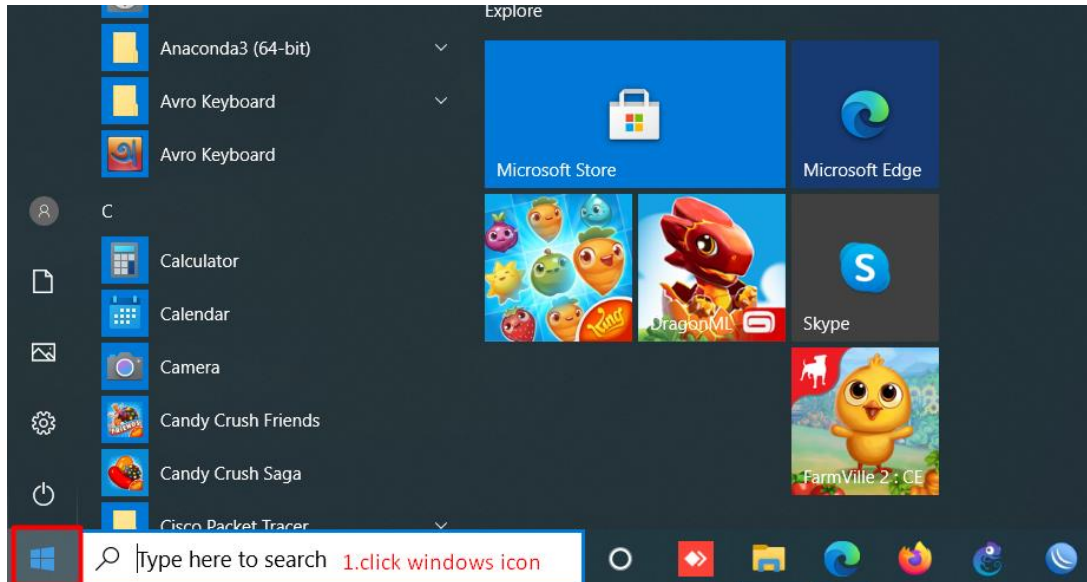 Explore
Anaconda3 (64-bit)
Avro Keyboard
Avro Keyboard
C
Calculator
Calendar
Camera
Candy Crush Friends
Candy Crush Saga
Cisco Packet Tracer
Microsoft Store
Microsoft Edge
King
DragonML
S
Skype
FarmVille 2 : CE
Type here to search
1.click windows icon